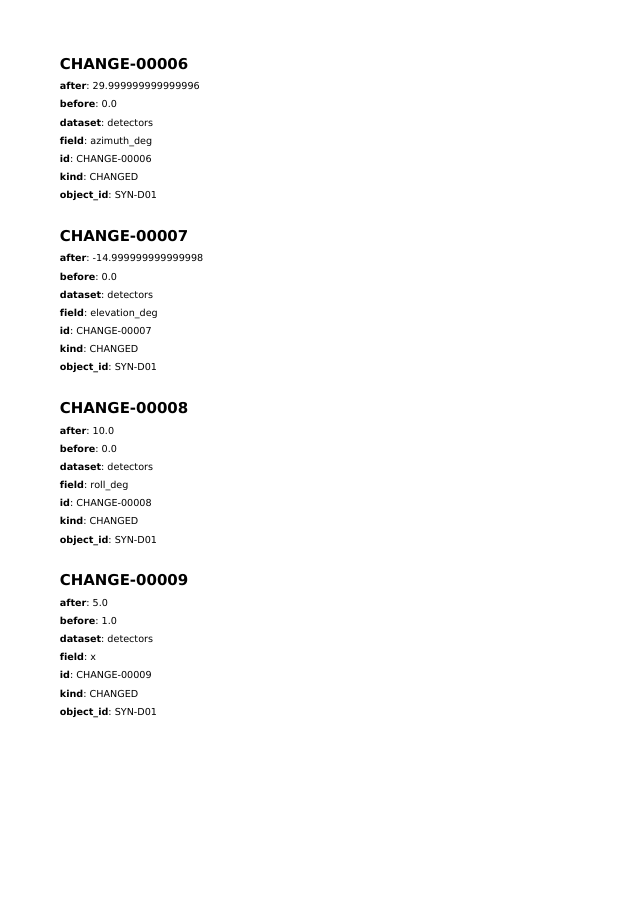 CHANGE-00006
after: 29.999999999999996
before: 0.0
dataset: detectors
field: azimuth_deg
id: CHANGE-00006
kind: CHANGED
object_id: SYN-D01
CHANGE-00007
after: -14.999999999999998
before: 0.0
dataset: detectors
field: elevation_deg
id: CHANGE-00007
kind: CHANGED
object_id: SYN-D01
CHANGE-00008
after: 10.0
before: 0.0
dataset: detectors
field: roll_deg
id: CHANGE-00008
kind: CHANGED
object_id: SYN-D01
CHANGE-00009
after: 5.0
before: 1.0
dataset: detectors
field: x
id: CHANGE-00009
kind: CHANGED
object_id: SYN-D01